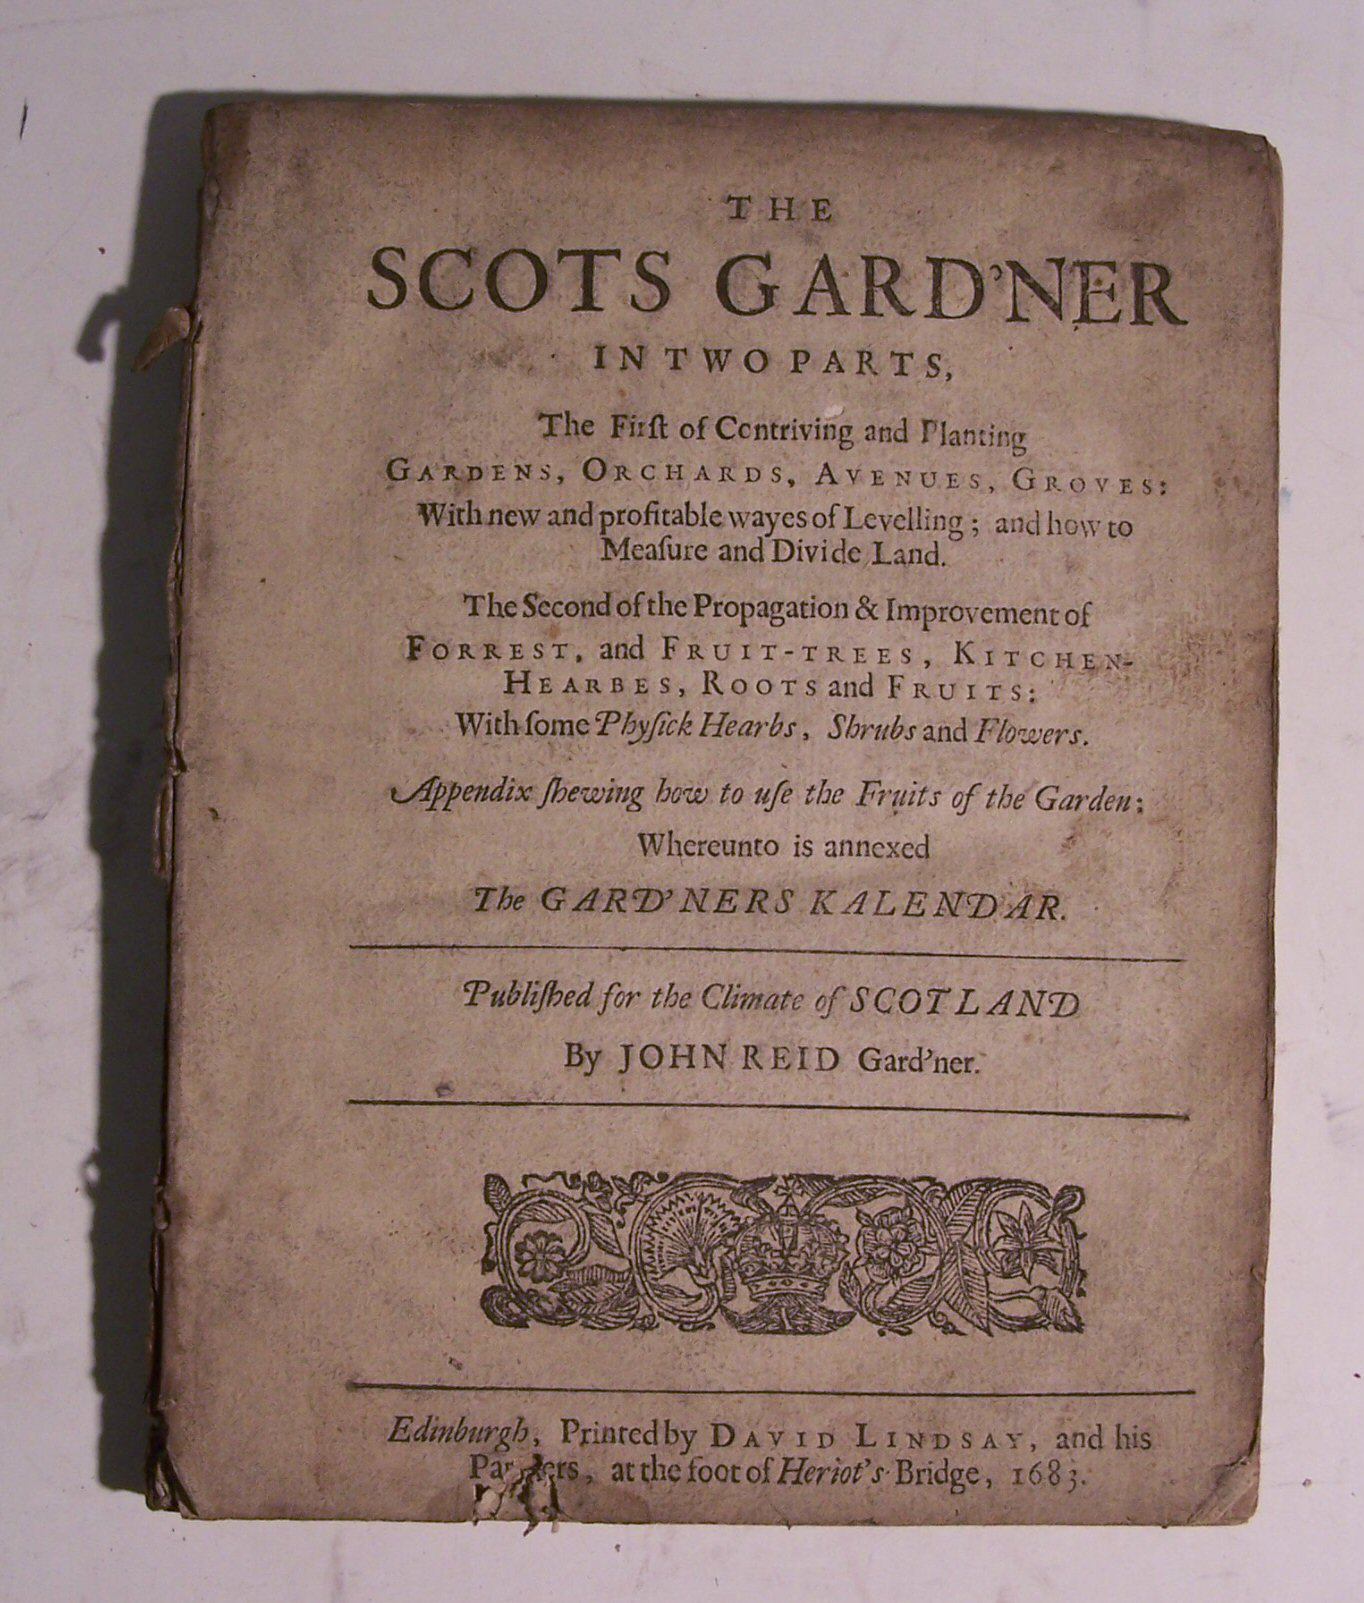 THE
SCOTS GARD'NER
IN TWO PARTS,
The Firſt of Contriving and Planting
GARDENS, ORCHARDS, AVENUES, GROVES:
With new and profitable wayes of Levelling; and how to
Meaſure and Divide Land.
The Second of the Propagation & Improvement of
FORREST, and FRUIT-TREES, KITCHEN-
HEARBES, ROOTS and FRUITS:
With ſome Phyſick Hearbs, Shrubs and Flowers.
Appendix ſhewing how to uſe the Fruits of the Garden:
Whereunto is annexed
The GARD'NERS KALENDAR.
Publiſhed for the Climate of SCOTLAND
By JOHN REID Gard'ner.
Edinburgh, Printed by DAVID LINDSAY, and his
Partners, at the foot of Heriot's Bridge, 1683.